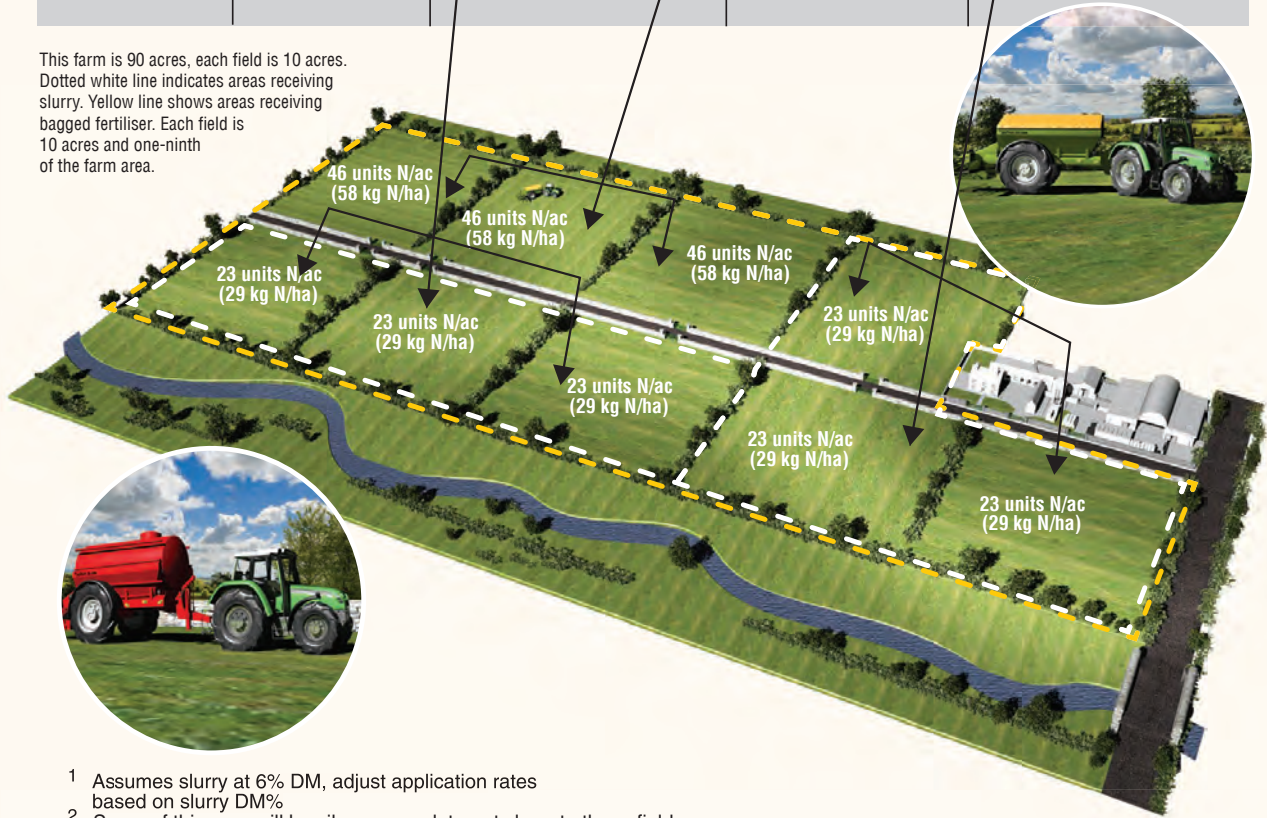 This farm is 90 acres, each field is 10 acres.
Dotted white line indicates areas receiving
slurry. Yellow line shows areas receiving
bagged fertiliser. Each field is
10 acres and one-ninth
of the farm area.
46 units N/ac
(58 kg N/ha)
46 units N/ac
(58 kg N/ha)
46 units N/ac
(58 kg N/ha)
23 units N/ac
(29 kg N/ha)
23 units N/ac
(29 kg N/ha)
23 units N/ac
(29 kg N/ha)
23 units N/ac
(29 kg N/ha)
23 units N/ac
(29 kg N/ha)
23 units N/ac
(29 kg N/ha)
1 Assumes slurry at 6% DM, adjust application rates
based on slurry DM%
2